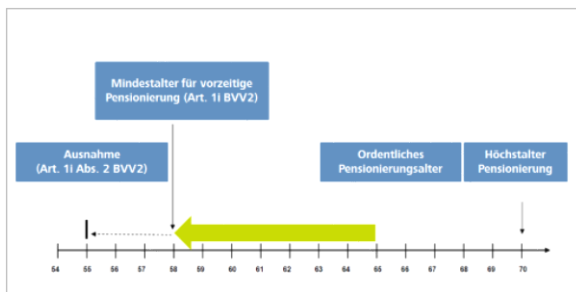 Mindestalter für vorzeitige
Pensionierung (Art. 1i BVV2)
Ausnahme
(Art. 1i Abs. 2 BVV2)
Ordentliches
Pensionierungsalter
Höchstalter
Pensionierung
54 55 56 57 58 59 60 61 62 63 64 65 66 67 68 69 70